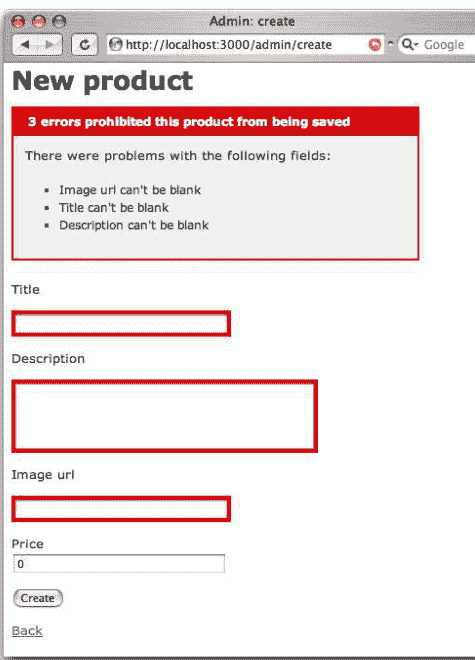 Admin: create
http://localhost:3000/admin/create
Google
New product
3 errors prohibited this product from being saved
There were problems with the following fields:
Image url can't be blank
Title can't be blank
Description can't be blank
Title
Description
Image url
Price
0
Create
Back